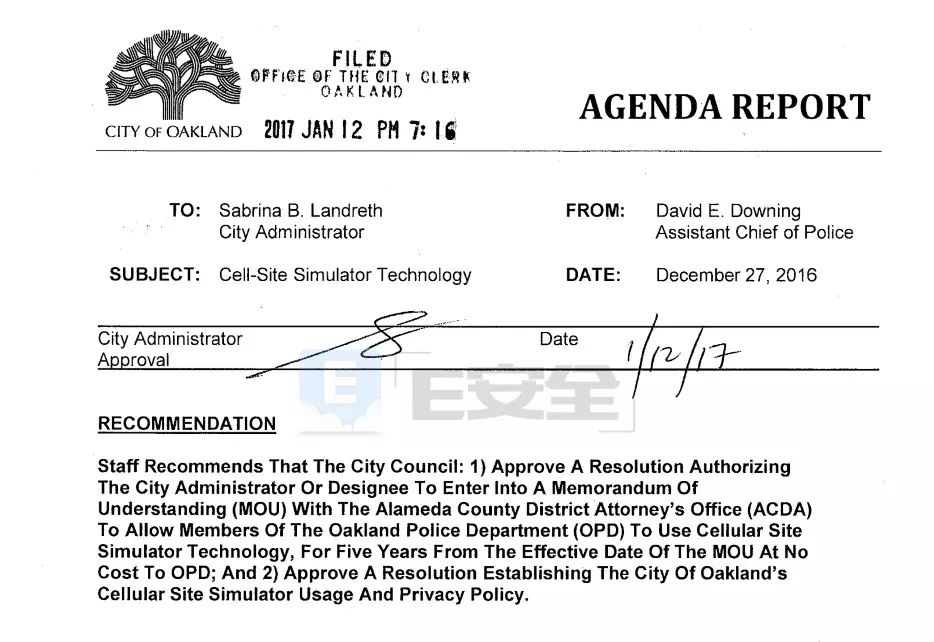 FILED
OFFICE OF THE CITY CLERK
OAKLAND
2017 JAN 12 PM 7:16
CITY OF OAKLAND
AGENDA REPORT
TO: Sabrina B. Landreth
City Administrator
FROM: David E. Downing
Assistant Chief of Police
SUBJECT: Cell-Site Simulator Technology
DATE: December 27, 2016
City Administrator
Approval
Date 1/12/17
E安全
RECOMMENDATION
Staff Recommends That The City Council: 1) Approve A Resolution Authorizing
The City Administrator Or Designee To Enter Into A Memorandum Of
Understanding (MOU) With The Alameda County District Attorney's Office (ACDA)
To Allow Members Of The Oakland Police Department (OPD) To Use Cellular Site
Simulator Technology, For Five Years From The Effective Date Of The MOU At No
Cost To OPD; And 2) Approve A Resolution Establishing The City Of Oakland's
Cellular Site Simulator Usage And Privacy Policy.